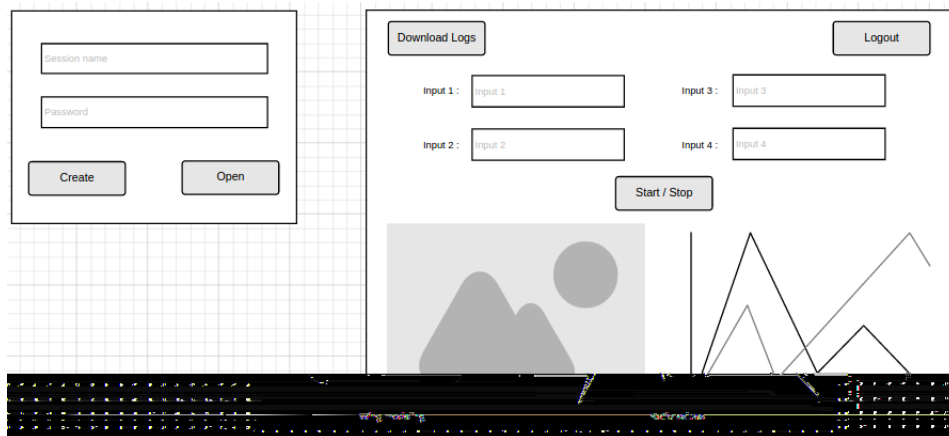 Session name
Password
Create
Open
Download Logs
Logout
Input 1 :
Input 1
Input 3 :
Input 3
Input 2 :
Input 2
Input 4 :
Input 4
Start / Stop